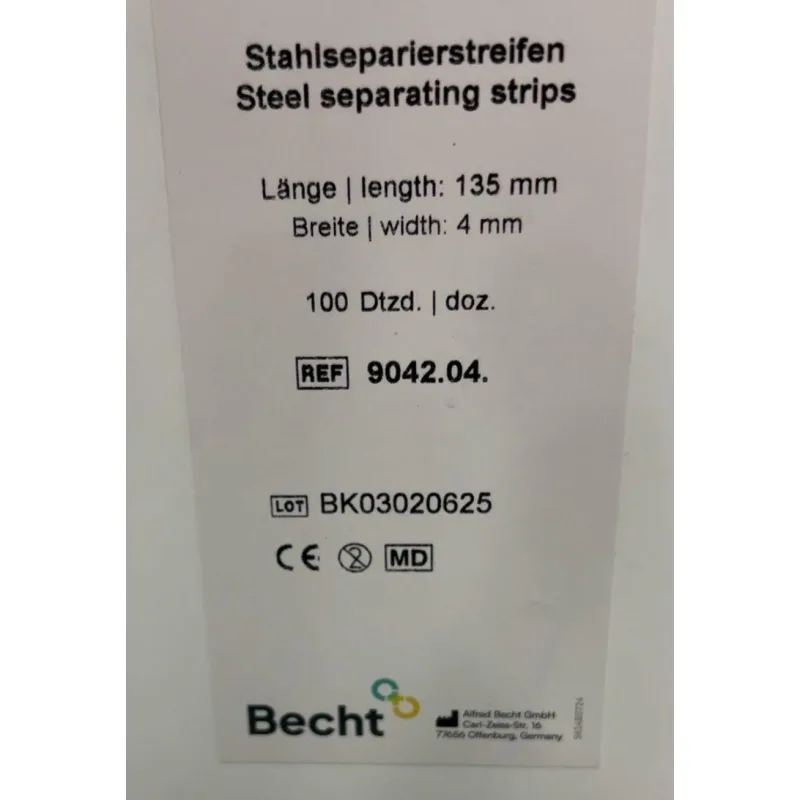 Stahlseparierstreifen
Steel separating strips
Länge | length: 135 mm
Breite | width: 4 mm
100 Dtzd. | doz.
REF 9042.04.
LOT BK03020625
CE 2 MD
Becht
Alfred Becht GmbH
Carl-Zeiss-Str. 16
77656 Offenburg, Germany